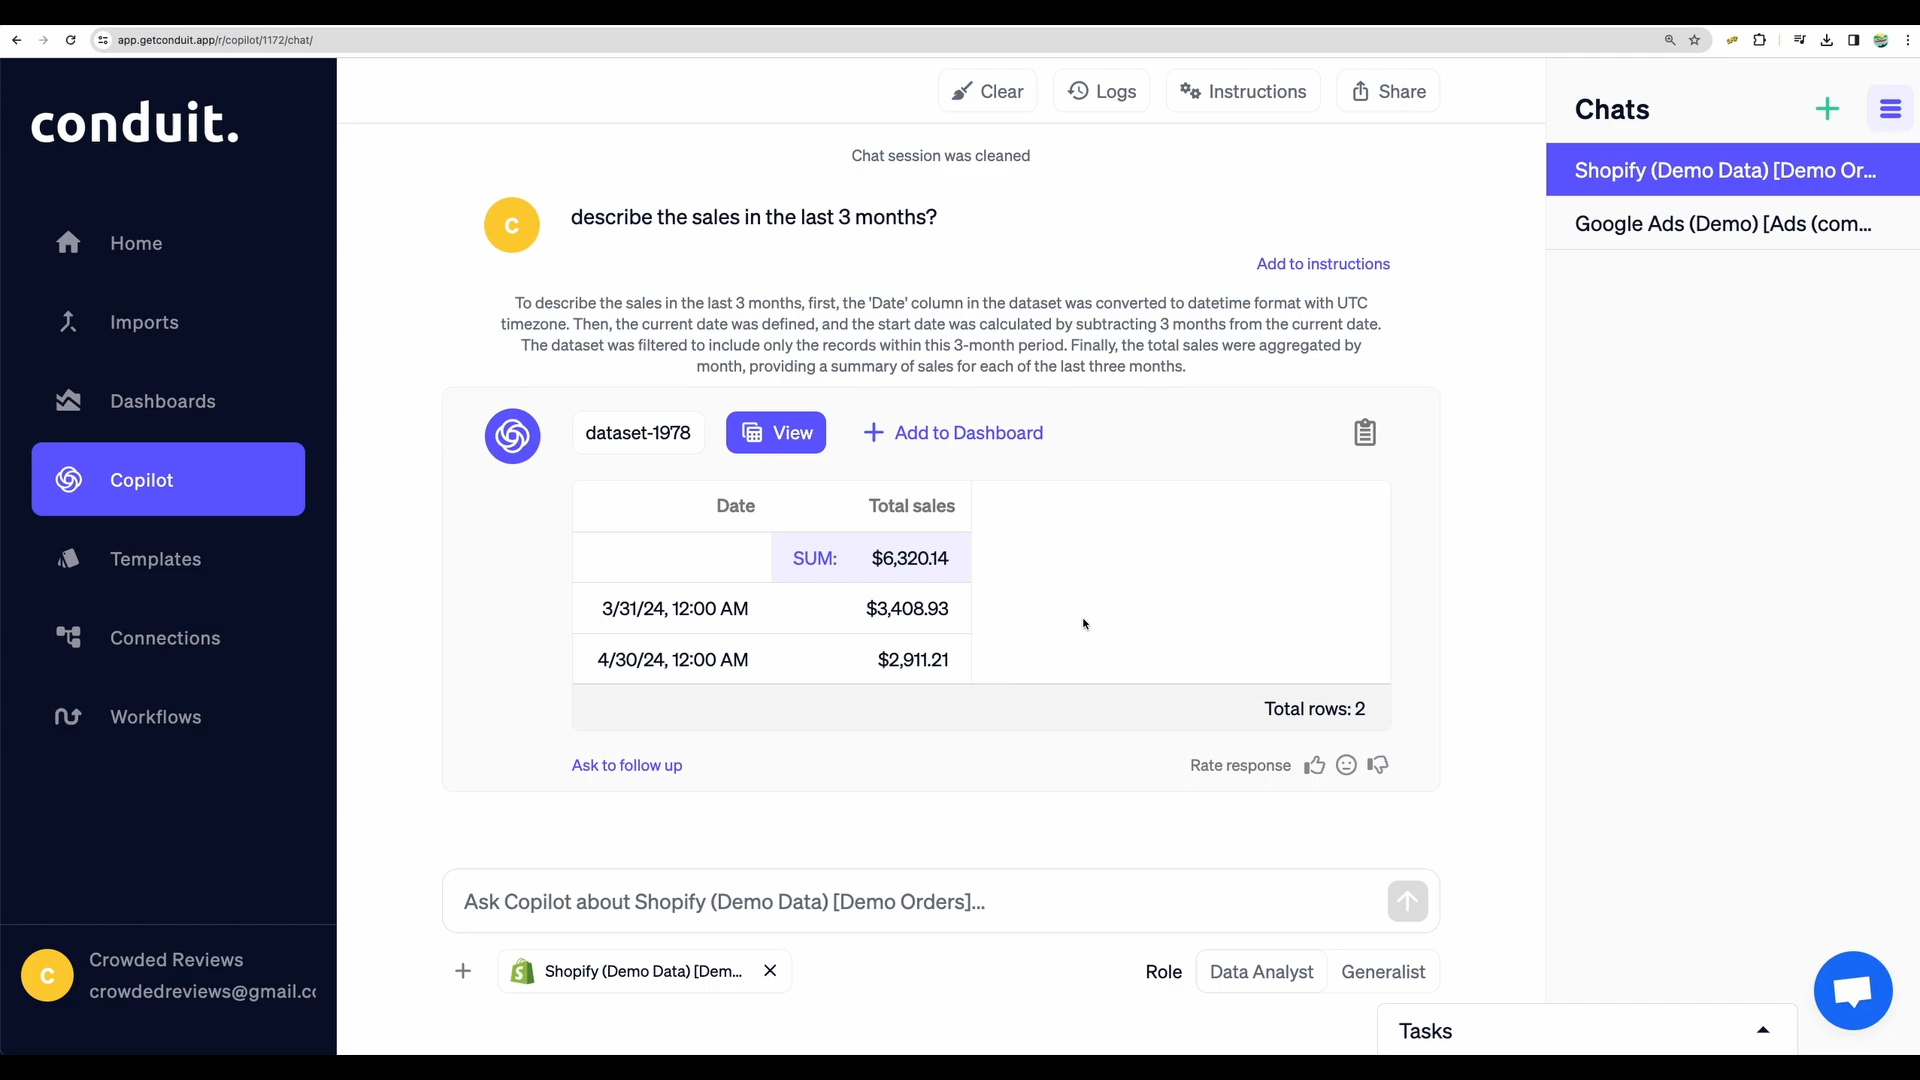 app.getconduit.app/r/copilot/1172/chat/
conduit.
Home
Imports
Dashboards
Copilot
Templates
Connections
Workflows
C
Crowded Reviews
crowdedreviews@gmail.cc
Clear
Logs
Instructions
Share
Chat session was cleaned
C
describe the sales in the last 3 months?
Add to instructions
To describe the sales in the last 3 months, first, the 'Date' column in the dataset was converted to datetime format with UTC
timezone. Then, the current date was defined, and the start date was calculated by subtracting 3 months from the current date.
The dataset was filtered to include only the records within this 3-month period. Finally, the total sales were aggregated by
month, providing a summary of sales for each of the last three months.
dataset-1978
View
Add to Dashboard
Date Total sales
SUM: $6,320.14
3/31/24, 12:00 AM $3,408.93
4/30/24, 12:00 AM $2,911.21
Total rows: 2
Ask to follow up
Rate response
Ask Copilot about Shopify (Demo Data) [Demo Orders]...
Shopify (Demo Data) [Dem...
Role
Data Analyst
Generalist
Chats
Shopify (Demo Data) [Demo Or...
Google Ads (Demo) [Ads (com...
Tasks